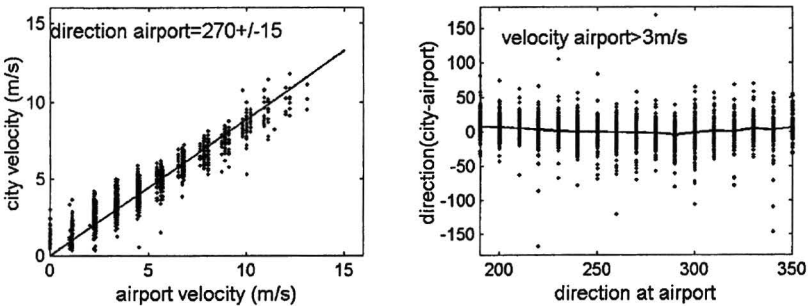 15
10
5
0
city velocity (m/s)
direction airport=270+/-15
0 5 10 15
airport velocity (m/s)
150
100
50
0
-50
-100
-150
direction(city-airport)
velocity airport>3m/s
200 250 300 350
direction at airport